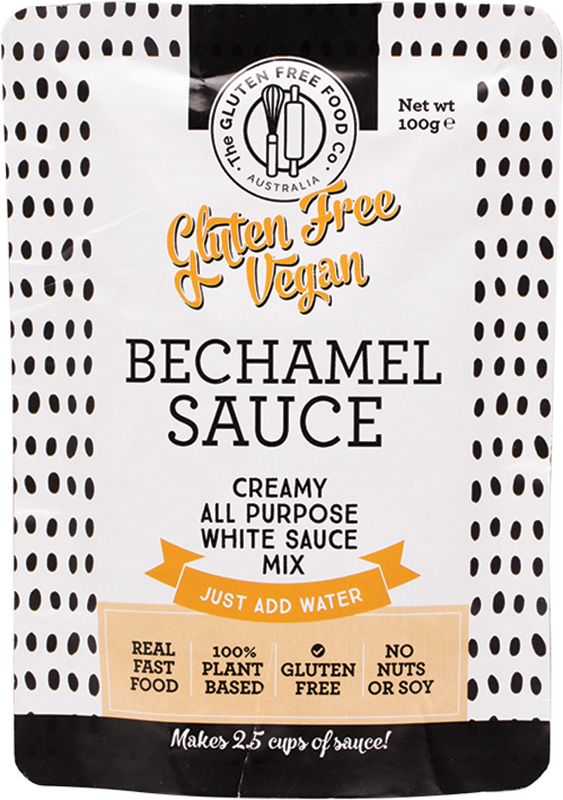 The GLUTEN FREE FOOD Co.
AUSTRALIA
Net wt
100g ℮
Gluten Free
Vegan
BECHAMEL
SAUCE
CREAMY
ALL PURPOSE
WHITE SAUCE
MIX
JUST ADD WATER
REAL
FAST
FOOD
100%
PLANT
BASED
GLUTEN
FREE
NO
NUTS
OR SOY
Makes 2.5 cups of sauce!